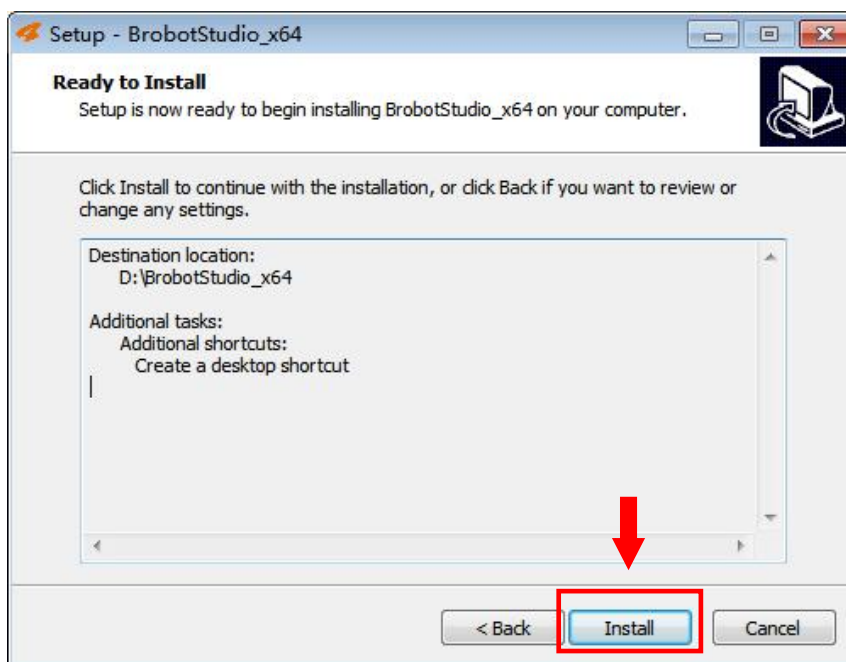 Setup - BrobotStudio_x64
Ready to Install
Setup is now ready to begin installing BrobotStudio_x64 on your computer.
Click Install to continue with the installation, or click Back if you want to review or
change any settings.
Destination location:
D:\BrobotStudio_x64
Additional tasks:
Additional shortcuts:
Create a desktop shortcut
< Back
Install
Cancel